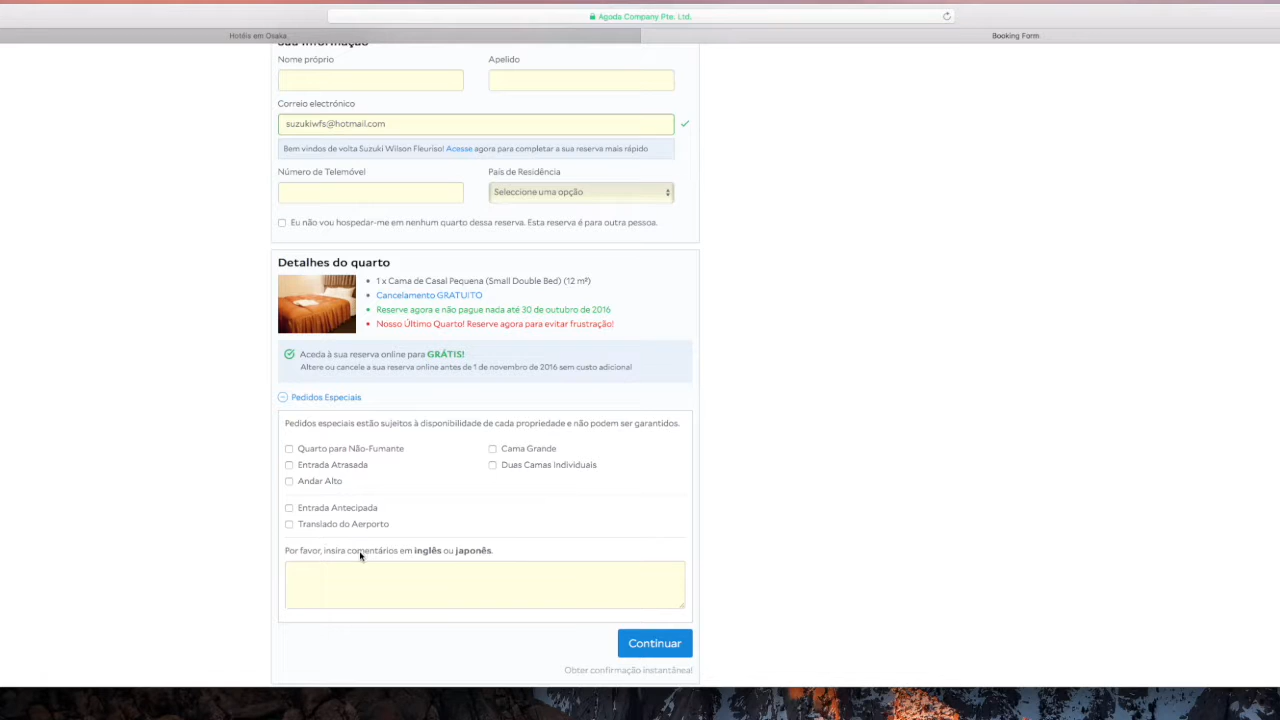 Agoda Company Pte. Ltd.
Hotéis em Osaka
Booking Form
Sua informação
Nome próprio
Apelido
Correio electrónico
suzukiwfs@hotmail.com
Bem vindos de volta Suzuki Wilson Fleuriso! Acesse agora para completar a sua reserva mais rápido
Número de Telemóvel
País de Residência
Seleccione uma opção
Eu não vou hospedar-me em nenhum quarto dessa reserva. Esta reserva é para outra pessoa.
Detalhes do quarto
1 x Cama de Casal Pequena (Small Double Bed) (12 m²)
Cancelamento GRATUITO
Reserve agora e não pague nada até 30 de outubro de 2016
Nosso Último Quarto! Reserve agora para evitar frustração!
Aceda à sua reserva online para GRÁTIS!
Altere ou cancele a sua reserva online antes de 1 de novembro de 2016 sem custo adicional
Pedidos Especiais
Pedidos especiais estão sujeitos à disponibilidade de cada propriedade e não podem ser garantidos.
Quarto para Não-Fumante
Cama Grande
Entrada Atrasada
Duas Camas Individuais
Andar Alto
Entrada Antecipada
Translado do Aerporto
Por favor, insira comentários em inglês ou japonês.
Continuar
Obter confirmação instantânea!